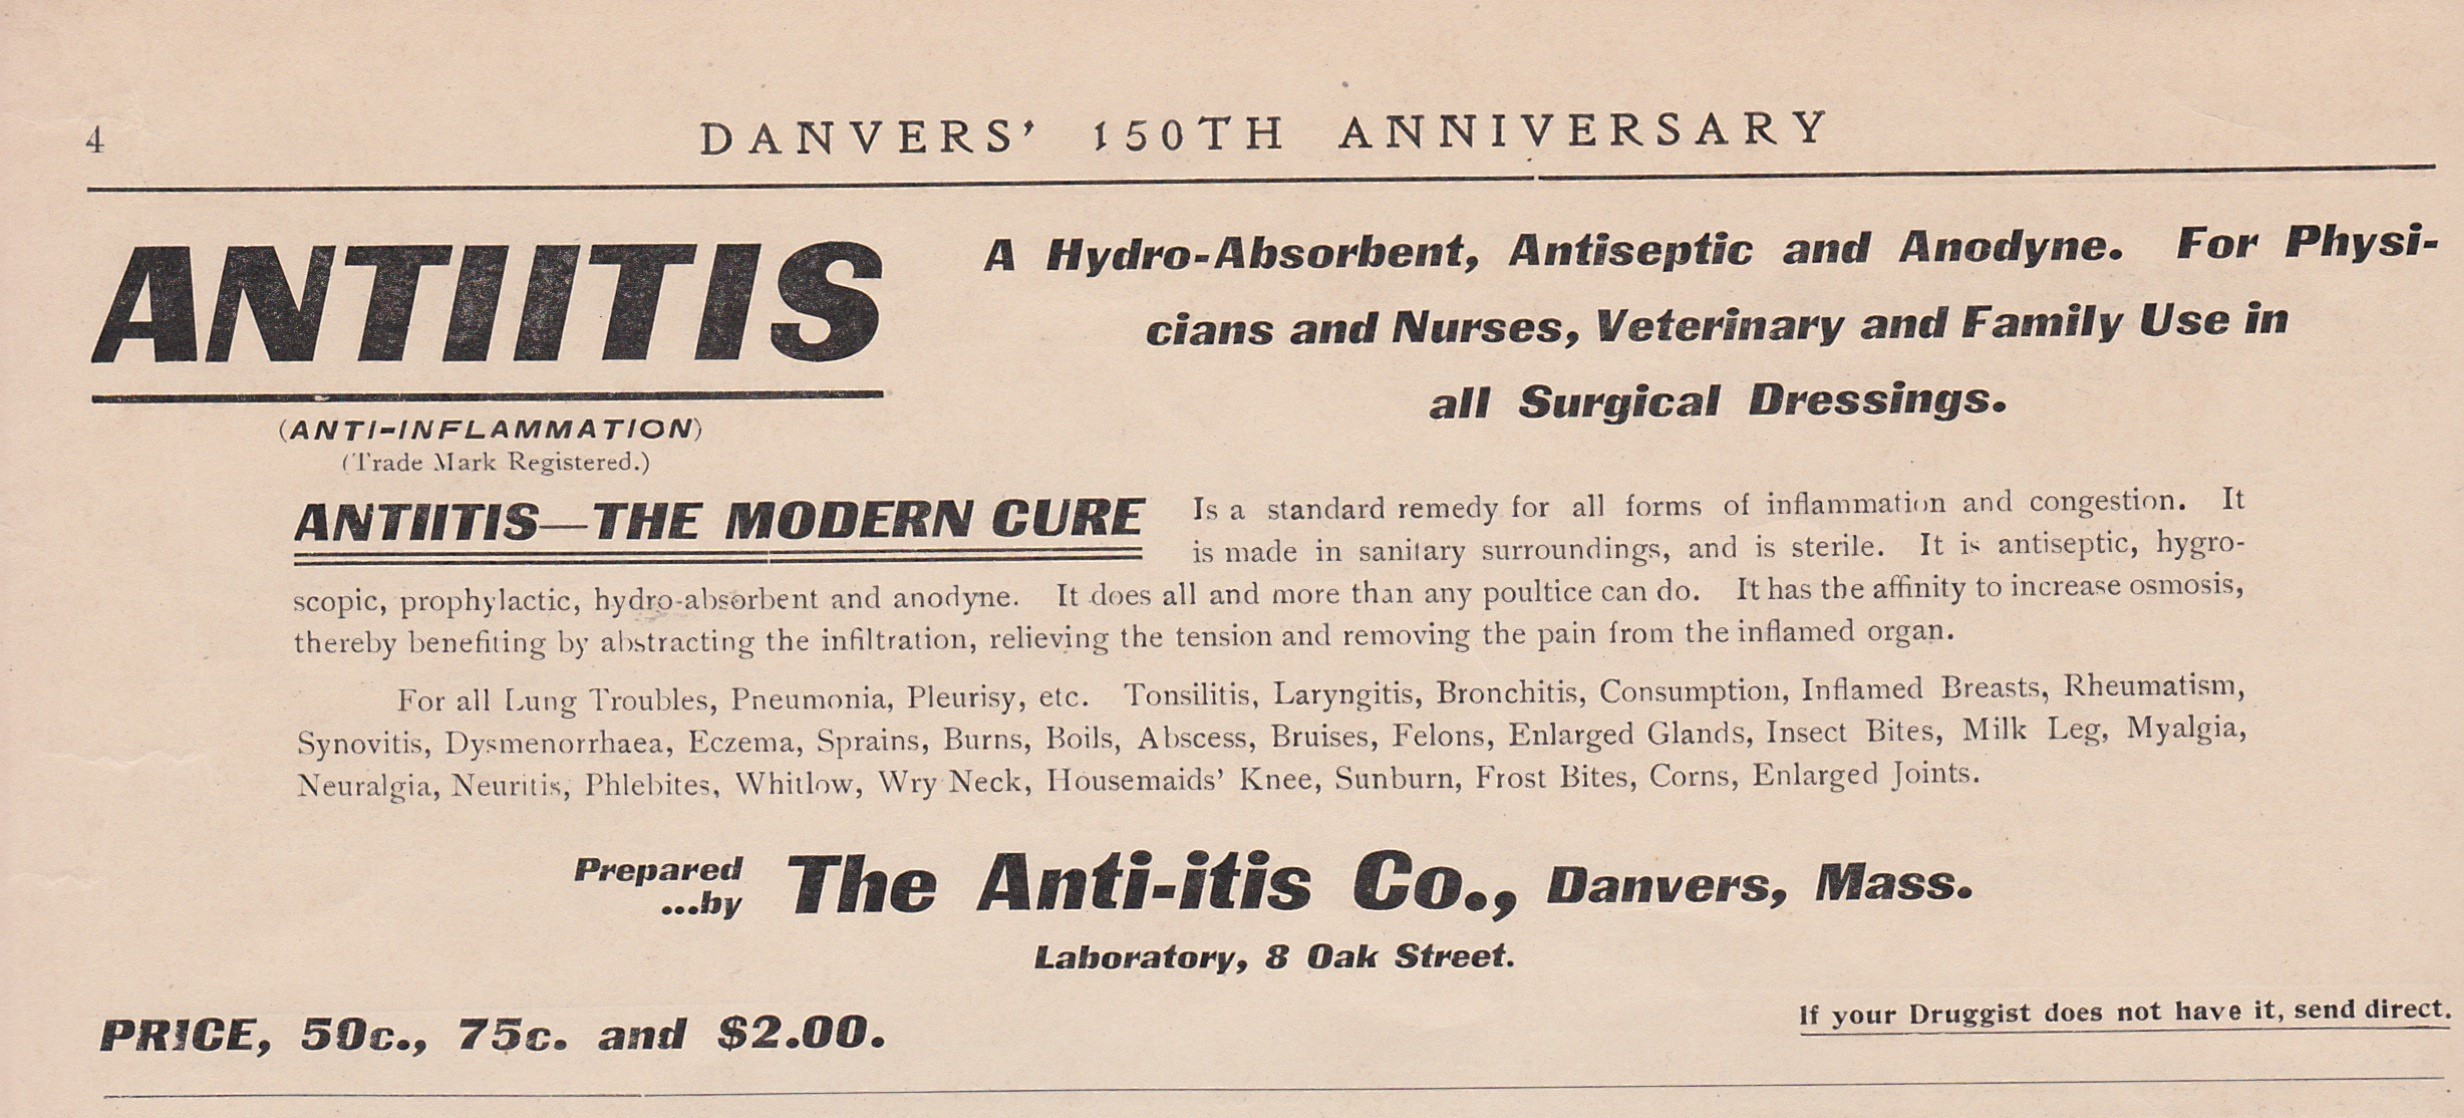 4
DANVERS' 150TH ANNIVERSARY
ANTIITIS
(ANTI-INFLAMMATION)
(Trade Mark Registered.)
A Hydro-Absorbent, Antiseptic and Anodyne. For Physi-
cians and Nurses, Veterinary and Family Use in
all Surgical Dressings.
ANTIITIS—THE MODERN CURE
Is a standard remedy for all forms of inflammation and congestion. It
is made in sanitary surroundings, and is sterile. It is antiseptic, hygro-
scopic, prophylactic, hydro-absorbent and anodyne. It does all and more than any poultice can do. It has the affinity to increase osmosis,
thereby benefiting by abstracting the infiltration, relieving the tension and removing the pain from the inflamed organ.
For all Lung Troubles, Pneumonia, Pleurisy, etc. Tonsilitis, Laryngitis, Bronchitis, Consumption, Inflamed Breasts, Rheumatism,
Synovitis, Dysmenorrhaea, Eczema, Sprains, Burns, Boils, Abscess, Bruises, Felons, Enlarged Glands, Insect Bites, Milk Leg, Myalgia,
Neuralgia, Neuritis, Phlebites, Whitlow, Wry Neck, Housemaids' Knee, Sunburn, Frost Bites, Corns, Enlarged Joints.
Prepared
...by
The Anti-itis Co., Danvers, Mass.
Laboratory, 8 Oak Street.
PRICE, 50c., 75c. and $2.00.
If your Druggist does not have it, send direct.